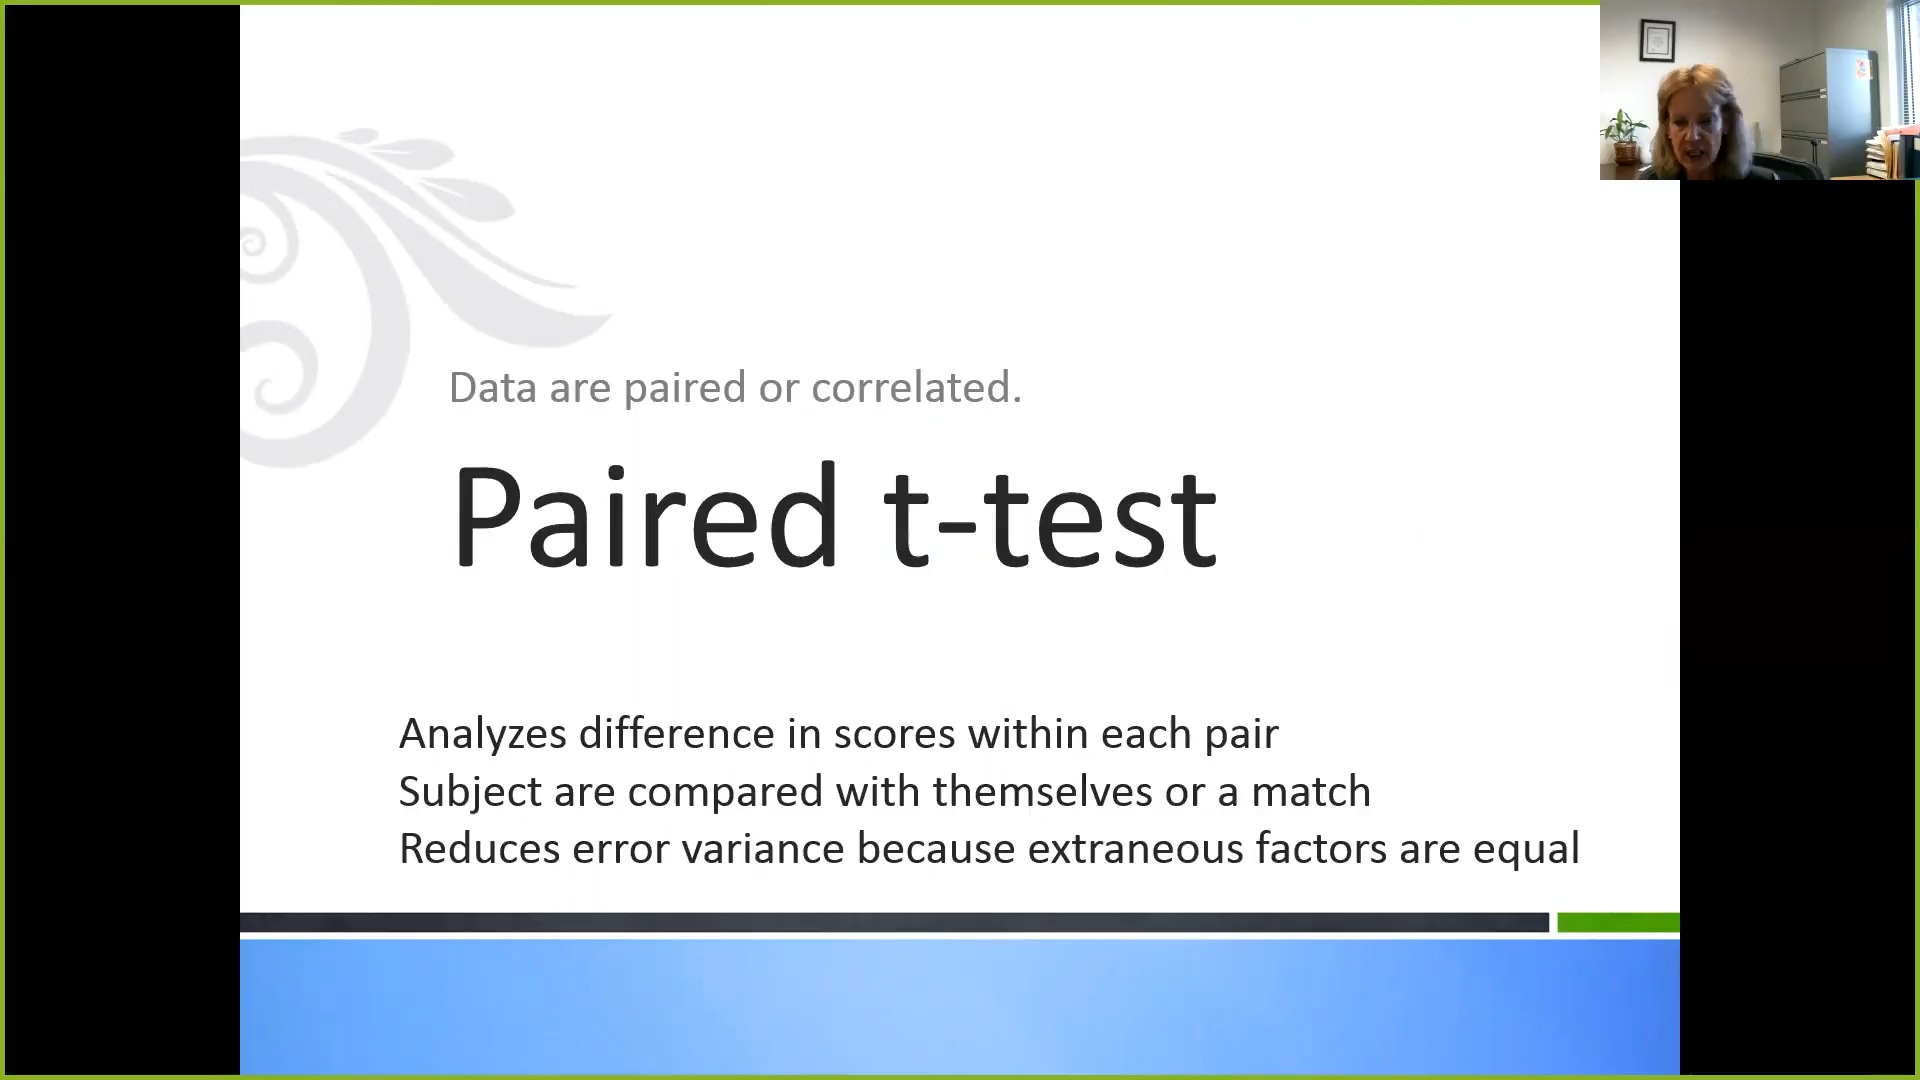 Data are paired or correlated.
Paired t-test
Analyzes difference in scores within each pair
Subject are compared with themselves or a match
Reduces error variance because extraneous factors are equal